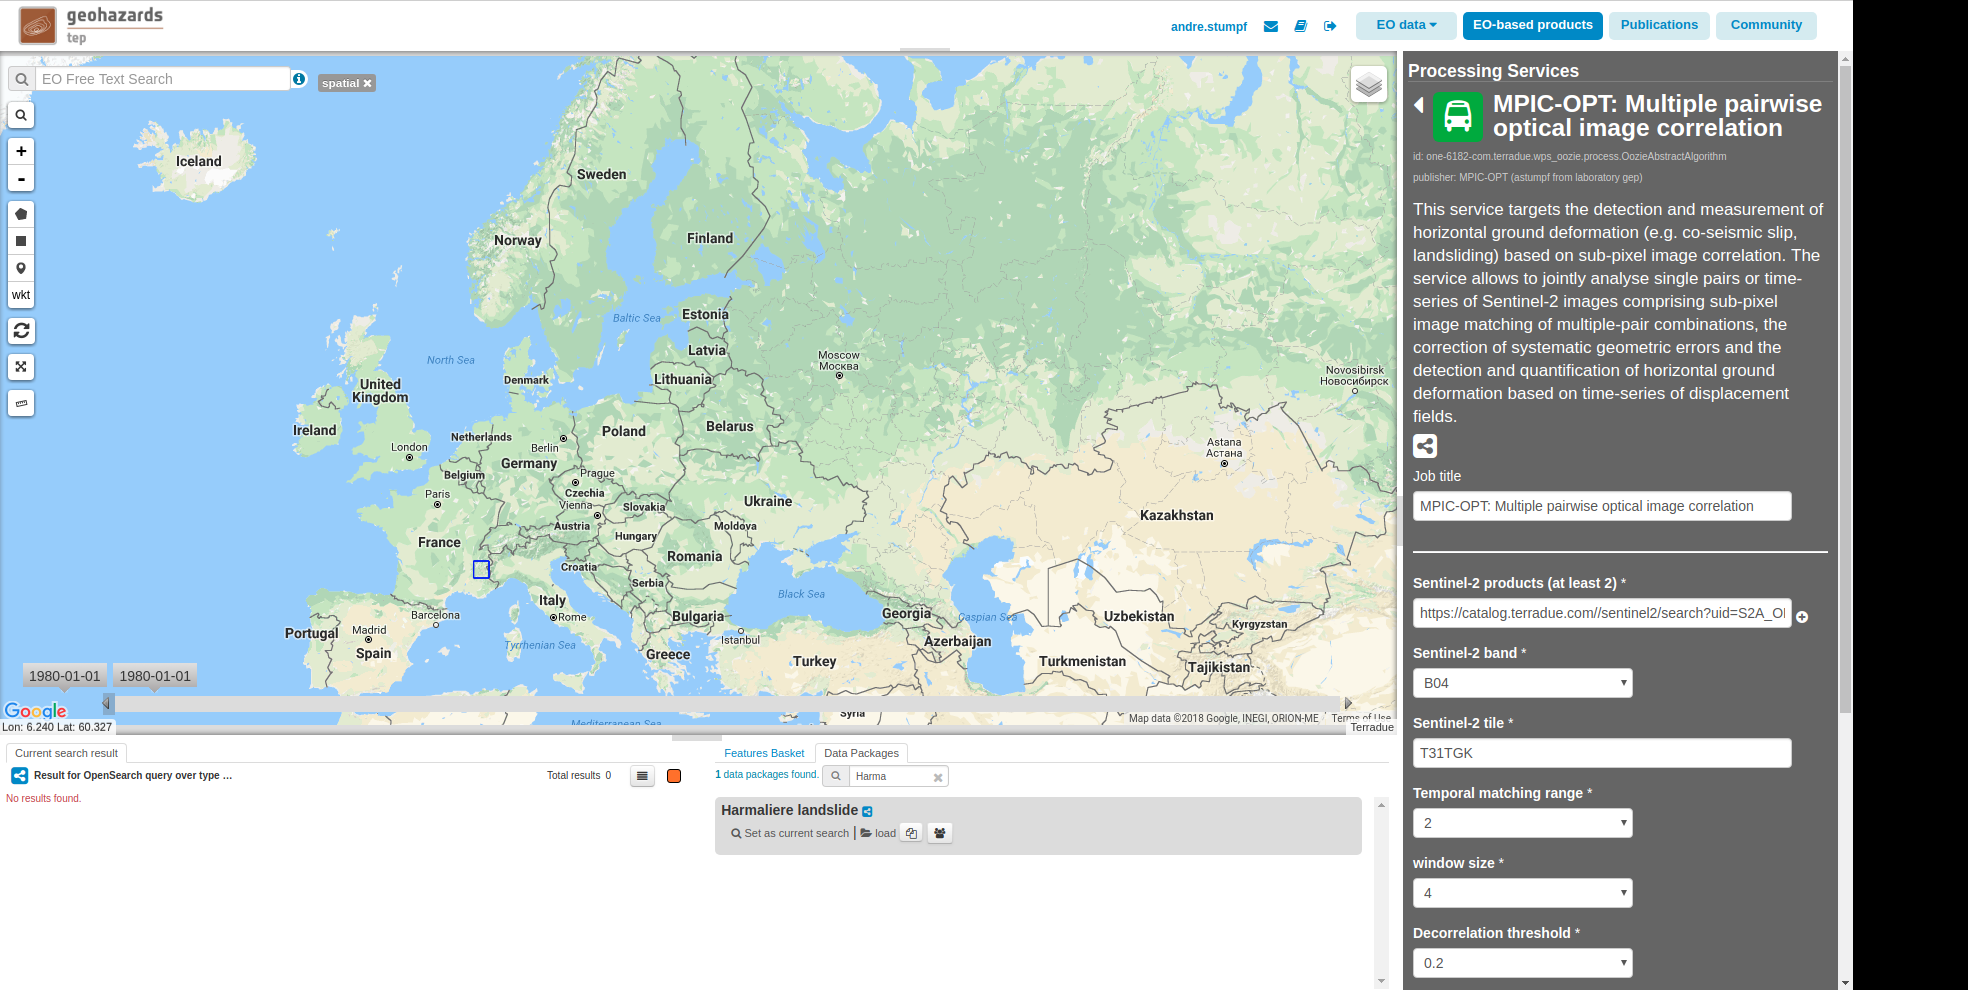 geohazards
tep
andre.stumpf
EO data
EO-based products
Publications
Community
EO Free Text Search
spatial
+
-
wkt
Iceland
Sweden
Norway
Finland
Baltic Sea
Estonia
Latvia
Lithuania
North Sea
Denmark
United
Kingdom
Ireland
London
Netherlands
Berlin
Poland
Belarus
Moscow
Москва
Novosibirsk
Новосибирск
Astana
Астана
Belgium
Germany
Prague
Czechia
Paris
Vienna
Slovakia
Ukraine
Austria
Hungary
Moldova
France
Romania
Kazakhstan
Croatia
Serbia
Italy
Black Sea
Barcelona
Rome
Bulgaria
Georgia
Caspian Sea
Uzbekistan
Kyrgyzstan
Portugal
Madrid
Spain
Tyrrhenian Sea
Istanbul
Azerbaijan
Greece
Turkey
Turkmenistan
Tajikistan
1980-01-01
1980-01-01
Google
Syria
Mediterranean Sea
Map data ©2018 Google, INEGI, ORION-ME
Terms of Use
Lon: 6.240 Lat: 60.327
Terradue
Current search result
Result for OpenSearch query over type ...
Total results 0
No results found.
Features Basket
Data Packages
1 data packages found.
Harma
Harmaliere landslide
Set as current search | load
Processing Services
MPIC-OPT: Multiple pairwise
optical image correlation
id: one-6182-com.terradue.wps_oozie.process.OozieAbstractAlgorithm
publisher: MPIC-OPT (astumpf from laboratory gep)
This service targets the detection and measurement of
horizontal ground deformation (e.g. co-seismic slip,
landsliding) based on sub-pixel image correlation. The
service allows to jointly analyse single pairs or time-
series of Sentinel-2 images comprising sub-pixel
image matching of multiple-pair combinations, the
correction of systematic geometric errors and the
detection and quantification of horizontal ground
deformation based on time-series of displacement
fields.
Job title
MPIC-OPT: Multiple pairwise optical image correlation
Sentinel-2 products (at least 2) *
https://catalog.terradue.com//sentinel2/search?uid=S2A_O
Sentinel-2 band *
B04
Sentinel-2 tile *
T31TGK
Temporal matching range *
2
window size *
4
Decorrelation threshold *
0.2